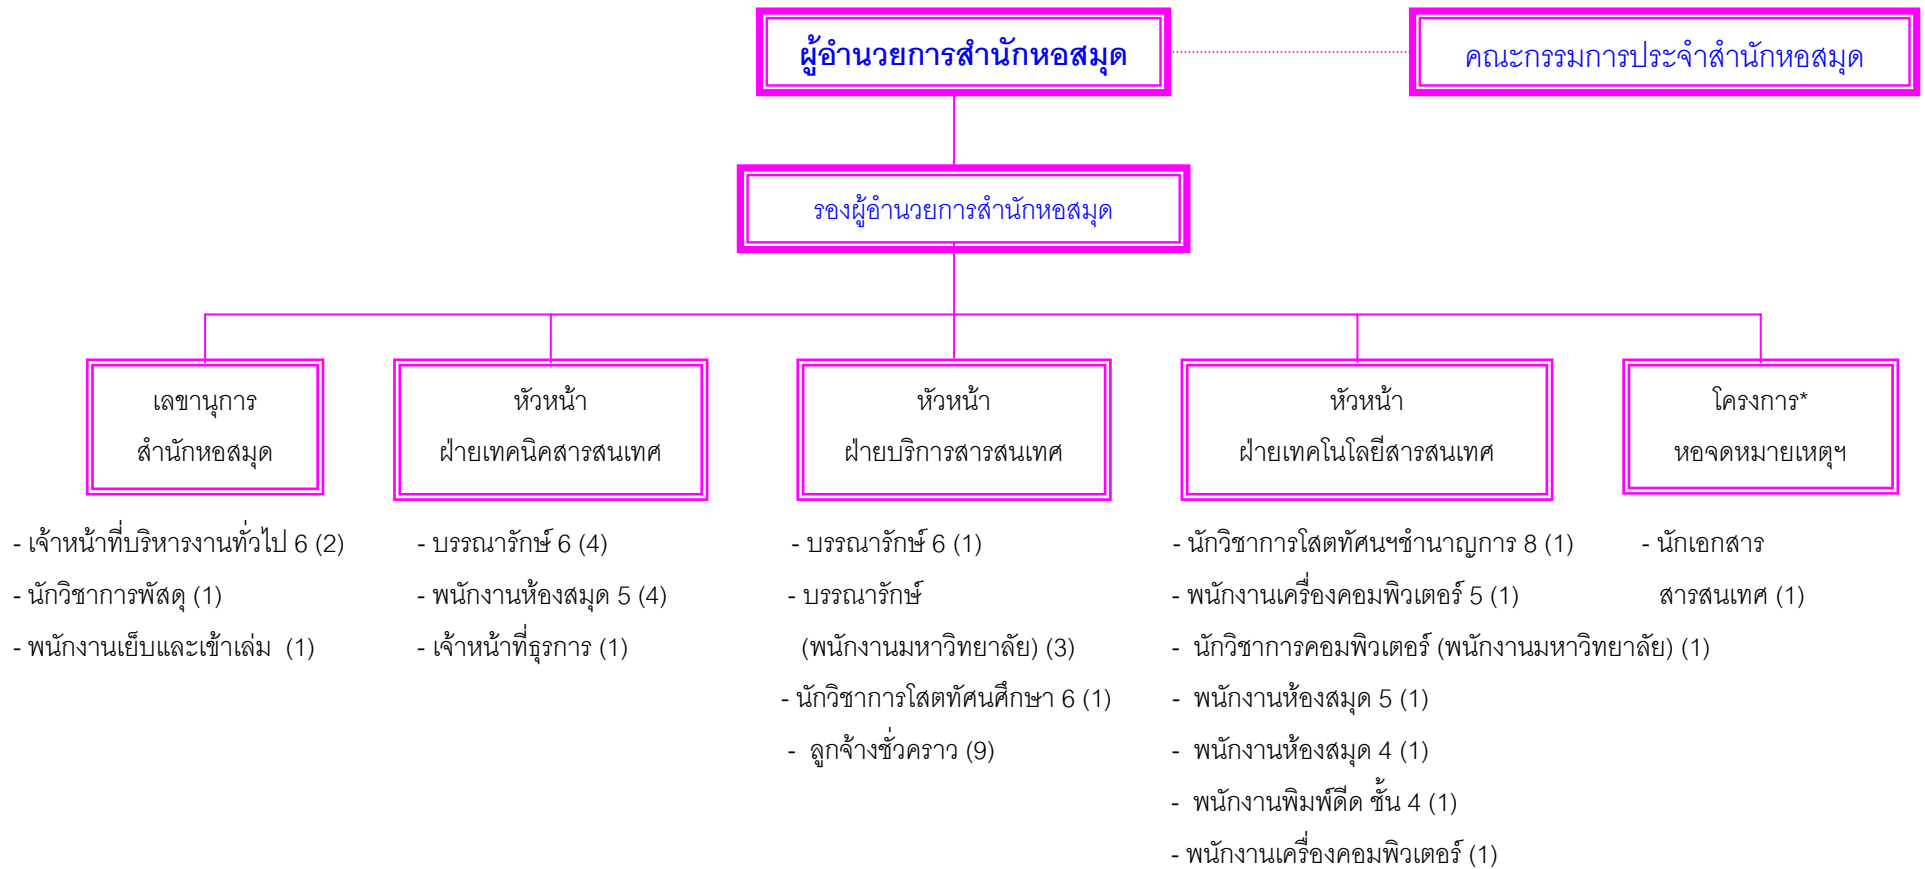 ผู้อำนวยการสำนักหอสมุด
คณะกรรมการประจำสำนักหอสมุด
รองผู้อำนวยการสำนักหอสมุด
เลขานุการ
สำนักหอสมุด
หัวหน้า
ฝ่ายเทคนิคสารสนเทศ
หัวหน้า
ฝ่ายบริการสารสนเทศ
หัวหน้า
ฝ่ายเทคโนโลยีสารสนเทศ
โครงการ*
หอจดหมายเหตุฯ
- เจ้าหน้าที่บริหารงานทั่วไป 6 (2)
- นักวิชาการพัสดุ (1)
- พนักงานเย็บและเข้าเล่ม (1)
- บรรณารักษ์ 6 (4)
- พนักงานห้องสมุด 5 (4)
- เจ้าหน้าที่ธุรการ (1)
- บรรณารักษ์ 6 (1)
- บรรณารักษ์
(พนักงานมหาวิทยาลัย) (3)
- นักวิชาการโสตทัศนศึกษา 6 (1)
- ลูกจ้างชั่วคราว (9)
- นักวิชาการโสตทัศนฯชำนาญการ 8 (1)
- พนักงานเครื่องคอมพิวเตอร์ 5 (1)
- นักวิชาการคอมพิวเตอร์ (พนักงานมหาวิทยาลัย) (1)
- พนักงานห้องสมุด 5 (1)
- พนักงานห้องสมุด 4 (1)
- พนักงานพิมพ์ดีด ชั้น 4 (1)
- พนักงานเครื่องคอมพิวเตอร์ (1)
- นักเอกสาร
สารสนเทศ (1)